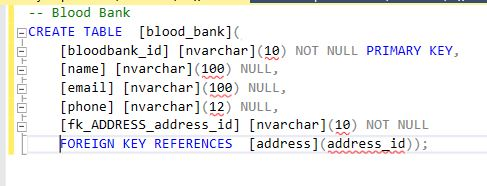 -- Blood Bank
CREATE TABLE [blood_bank](
[bloodbank_id] [nvarchar](10) NOT NULL PRIMARY KEY,
[name] [nvarchar](100) NULL,
[email] [nvarchar](100) NULL,
[phone] [nvarchar](12) NULL,
[fk_ADDRESS_address_id] [nvarchar](10) NOT NULL
FOREIGN KEY REFERENCES [address](address_id));